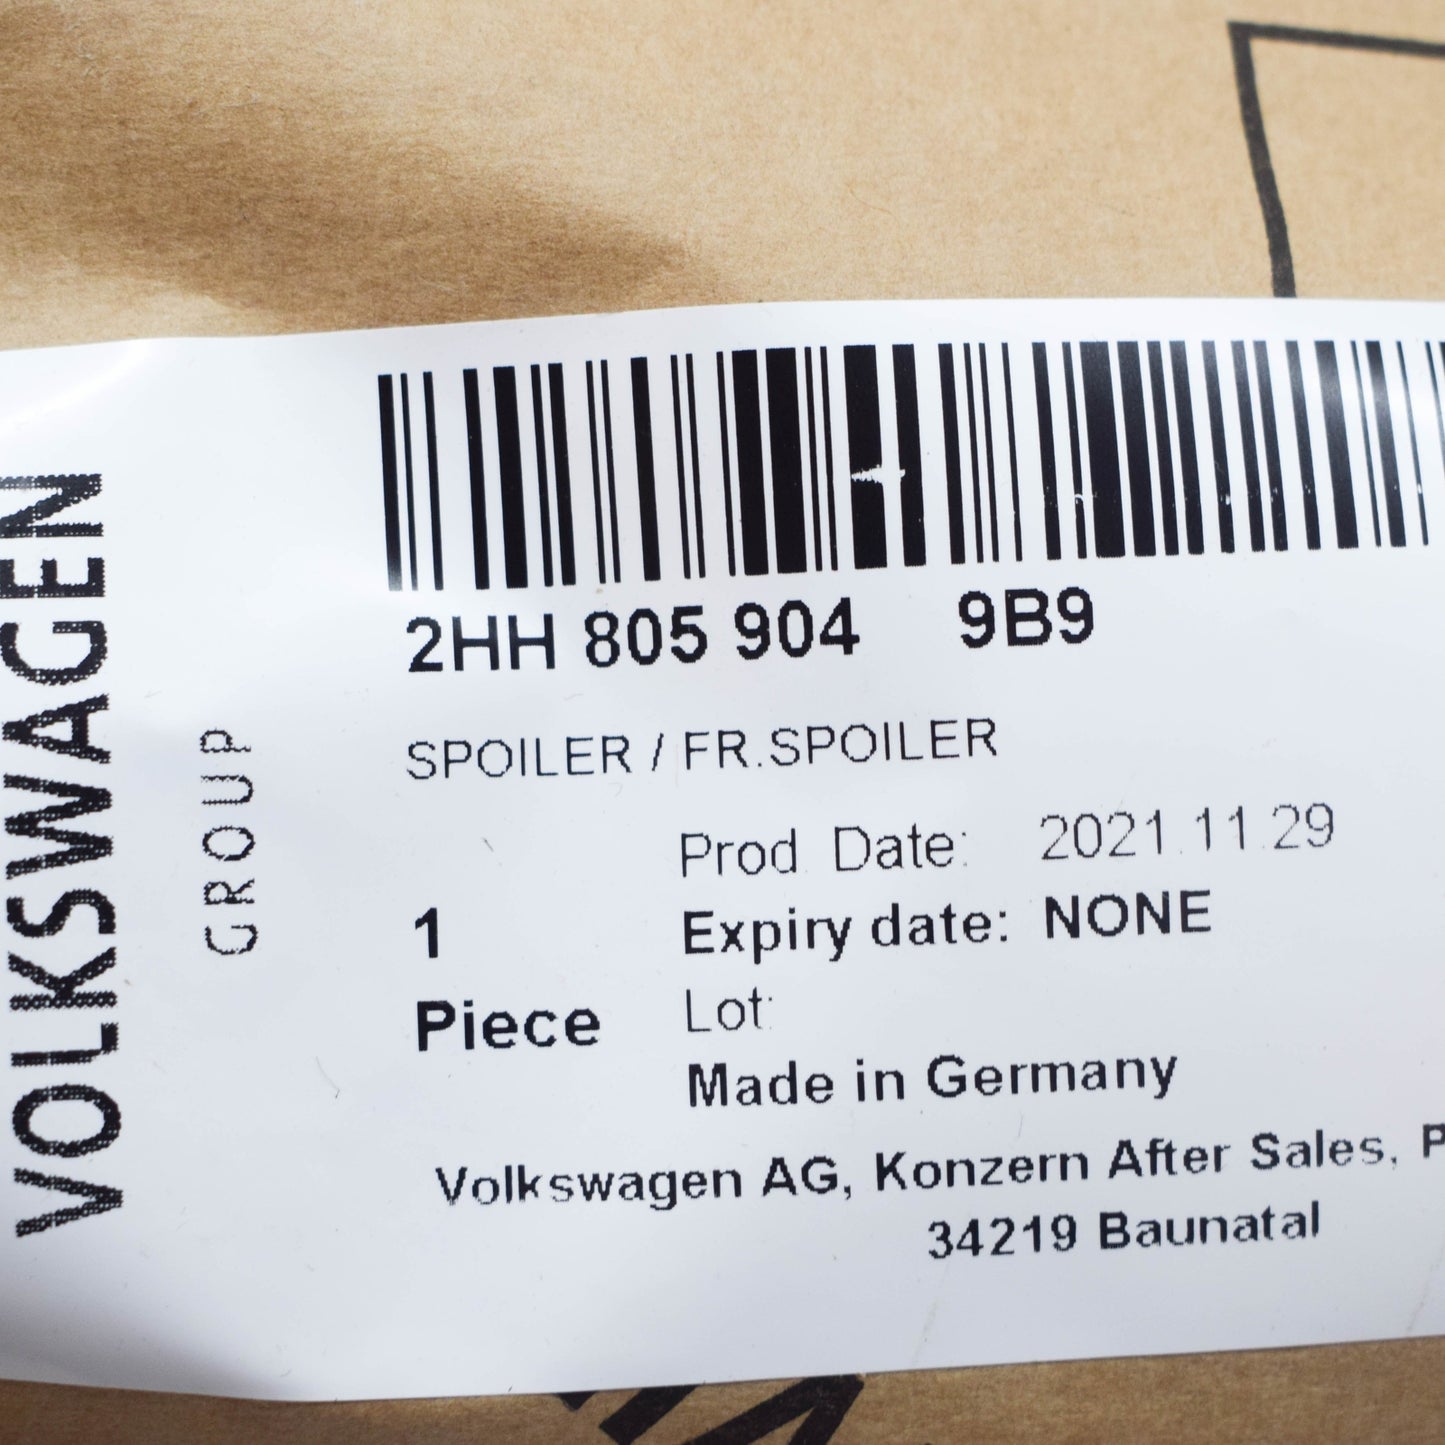 VOLKSWAGEN
GROUP
2HH 805 904 9B9
SPOILER / FR.SPOILER
Prod. Date: 2021.11.29
1 Expiry date: NONE
Piece Lot:
Made in Germany
Volkswagen AG, Konzern After Sales, P
34219 Baunatal